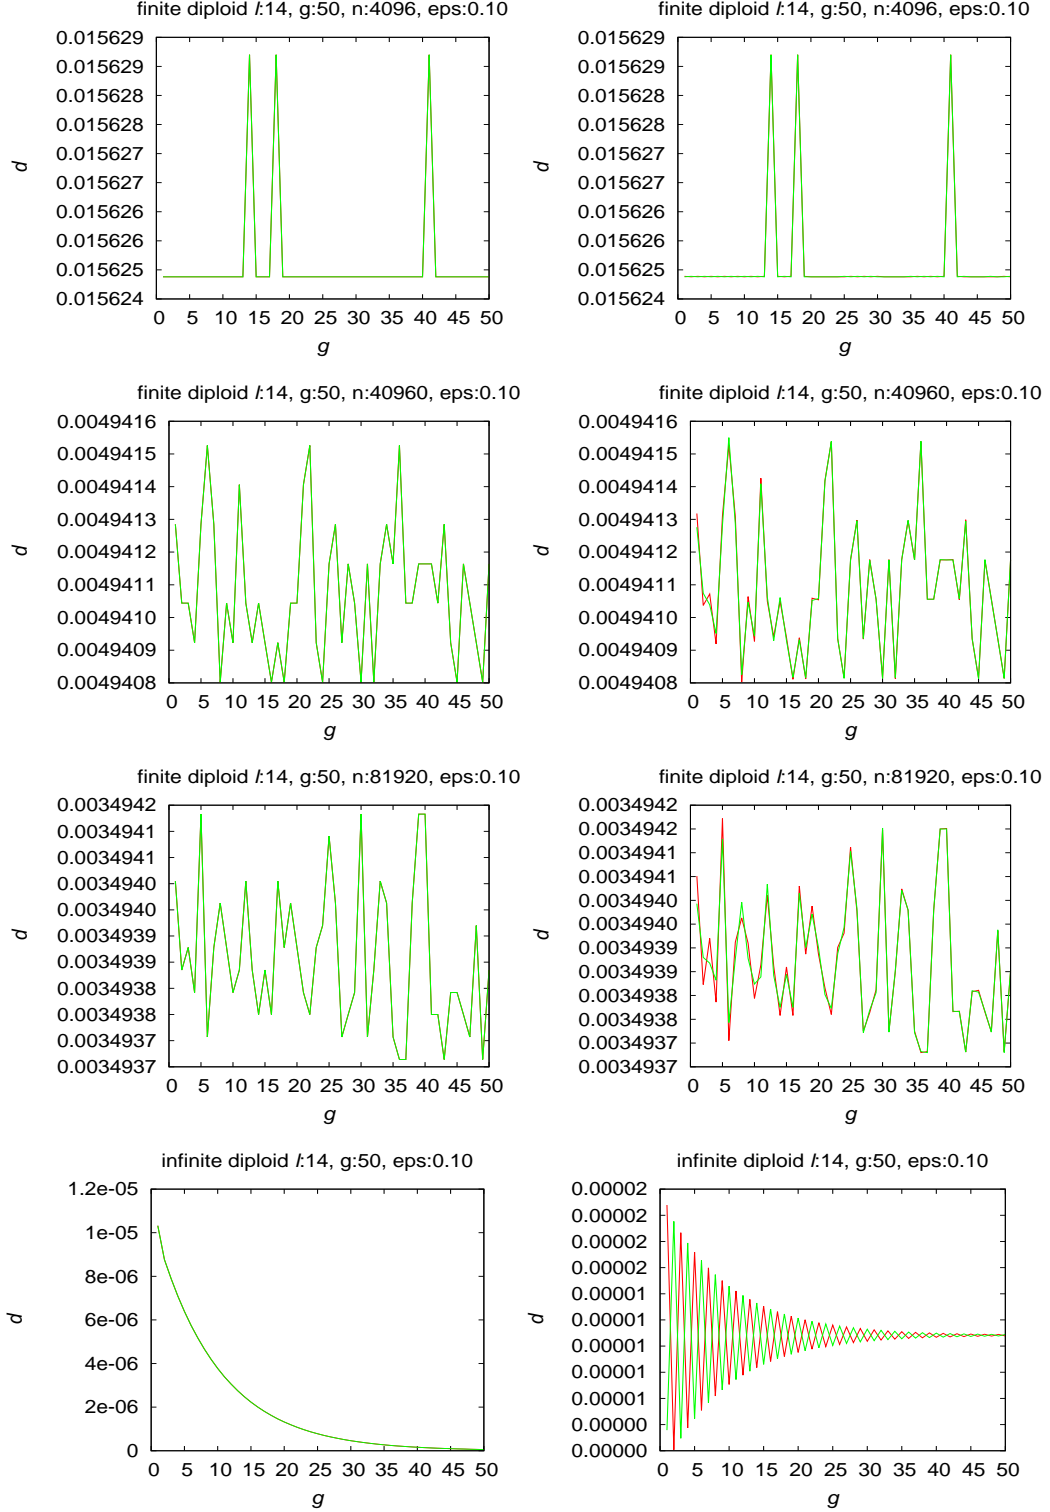 finite diploid l:14, g:50, n:4096, eps:0.10
0.015629
0.015629
0.015628
0.015628
0.015627
0.015627
0.015626
0.015626
0.015625
0.015624
d
0 5 10 15 20 25 30 35 40 45 50
g
finite diploid l:14, g:50, n:4096, eps:0.10
0.015629
0.015629
0.015628
0.015628
0.015627
0.015627
0.015626
0.015626
0.015625
0.015624
d
0 5 10 15 20 25 30 35 40 45 50
g
finite diploid l:14, g:50, n:40960, eps:0.10
0.0049416
0.0049415
0.0049414
0.0049413
0.0049412
0.0049411
0.0049410
0.0049409
0.0049408
d
0 5 10 15 20 25 30 35 40 45 50
g
finite diploid l:14, g:50, n:40960, eps:0.10
0.0049416
0.0049415
0.0049414
0.0049413
0.0049412
0.0049411
0.0049410
0.0049409
0.0049408
d
0 5 10 15 20 25 30 35 40 45 50
g
finite diploid l:14, g:50, n:81920, eps:0.10
0.0034942
0.0034941
0.0034941
0.0034940
0.0034940
0.0034939
0.0034939
0.0034938
0.0034938
0.0034937
0.0034937
d
0 5 10 15 20 25 30 35 40 45 50
g
finite diploid l:14, g:50, n:81920, eps:0.10
0.0034942
0.0034942
0.0034941
0.0034941
0.0034940
0.0034940
0.0034939
0.0034939
0.0034938
0.0034938
0.0034937
0.0034937
d
0 5 10 15 20 25 30 35 40 45 50
g
infinite diploid l:14, g:50, eps:0.10
1.2e-05
1e-05
8e-06
6e-06
4e-06
2e-06
0
d
0 5 10 15 20 25 30 35 40 45 50
g
infinite diploid l:14, g:50, eps:0.10
0.00002
0.00002
0.00002
0.00002
0.00001
0.00001
0.00001
0.00001
0.00001
0.00000
0.00000
d
0 5 10 15 20 25 30 35 40 45 50
g